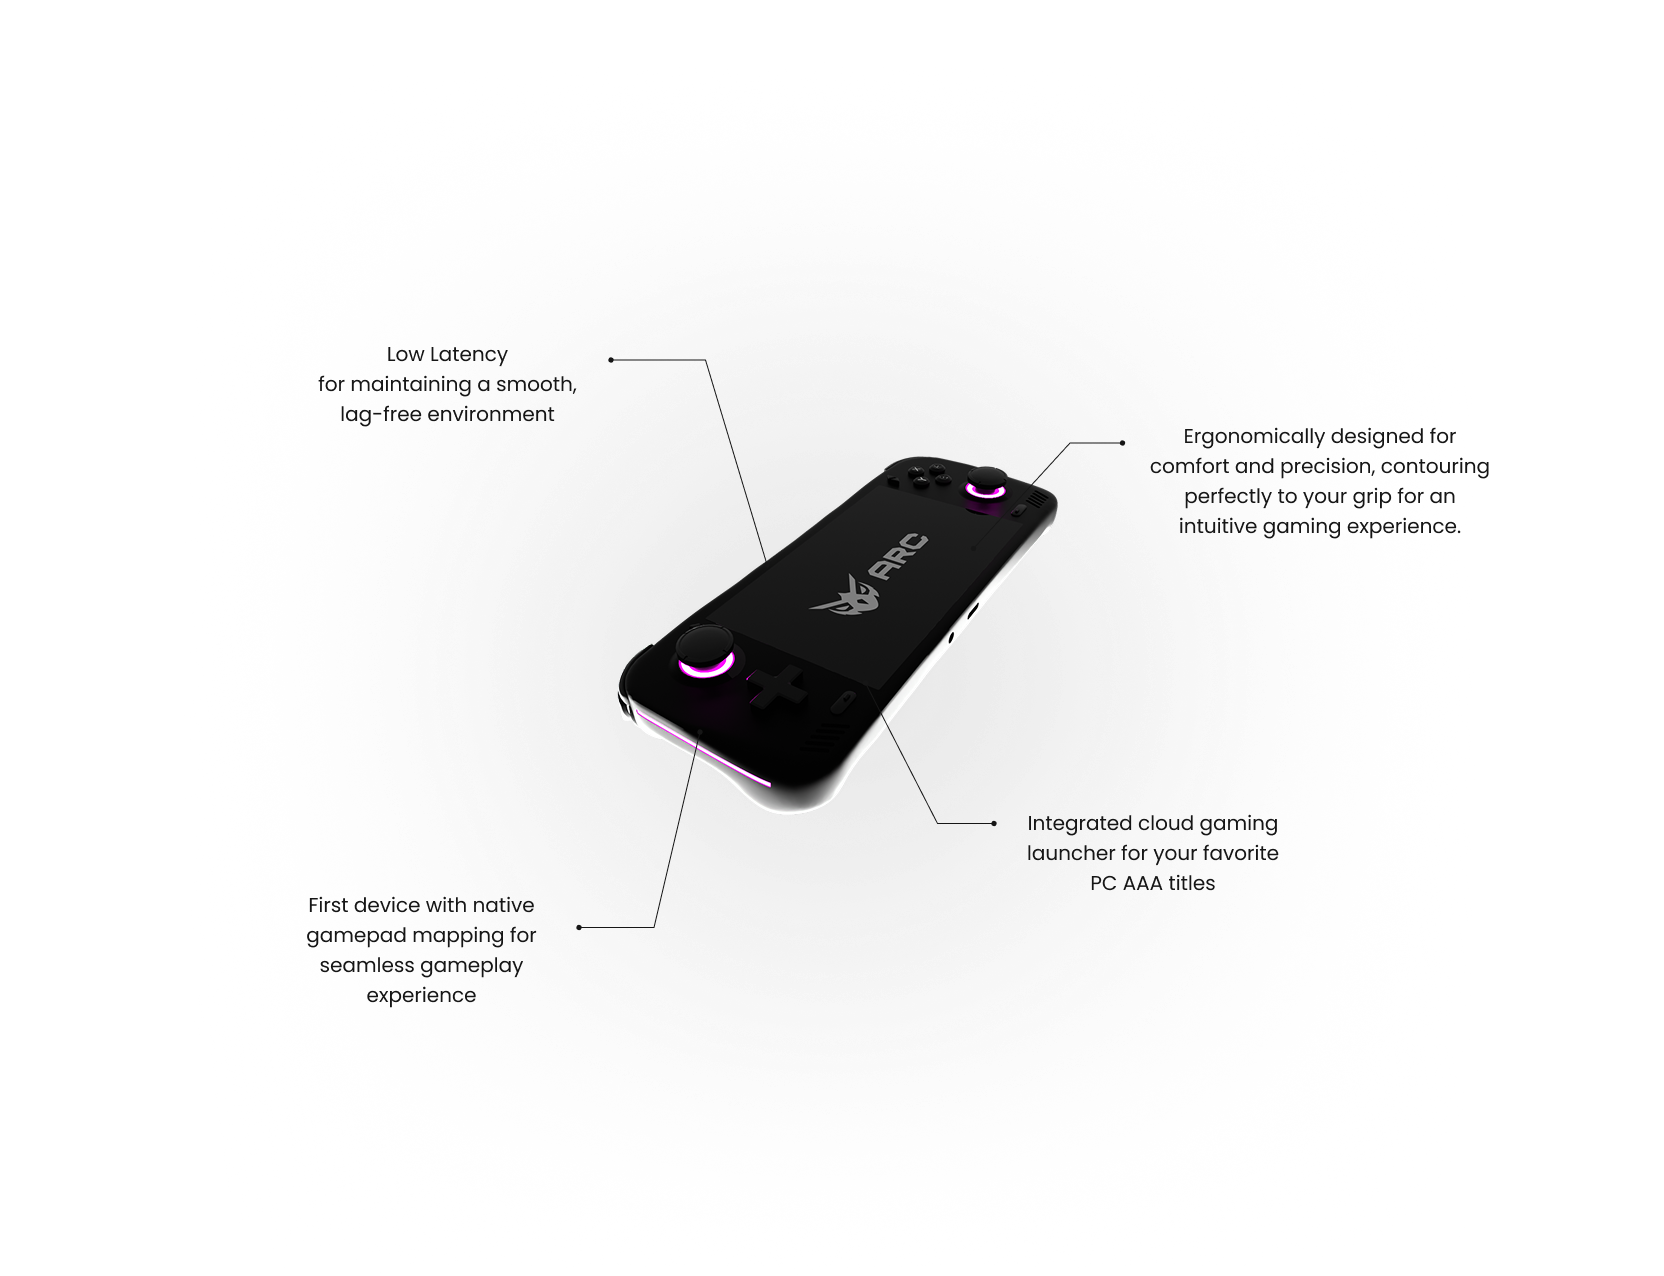 Low Latency
for maintaining a smooth,
lag-free environment
Ergonomically designed for
comfort and precision, contouring
perfectly to your grip for an
intuitive gaming experience.
ARC
Integrated cloud gaming
launcher for your favorite
PC AAA titles
First device with native
gamepad mapping for
seamless gameplay
experience